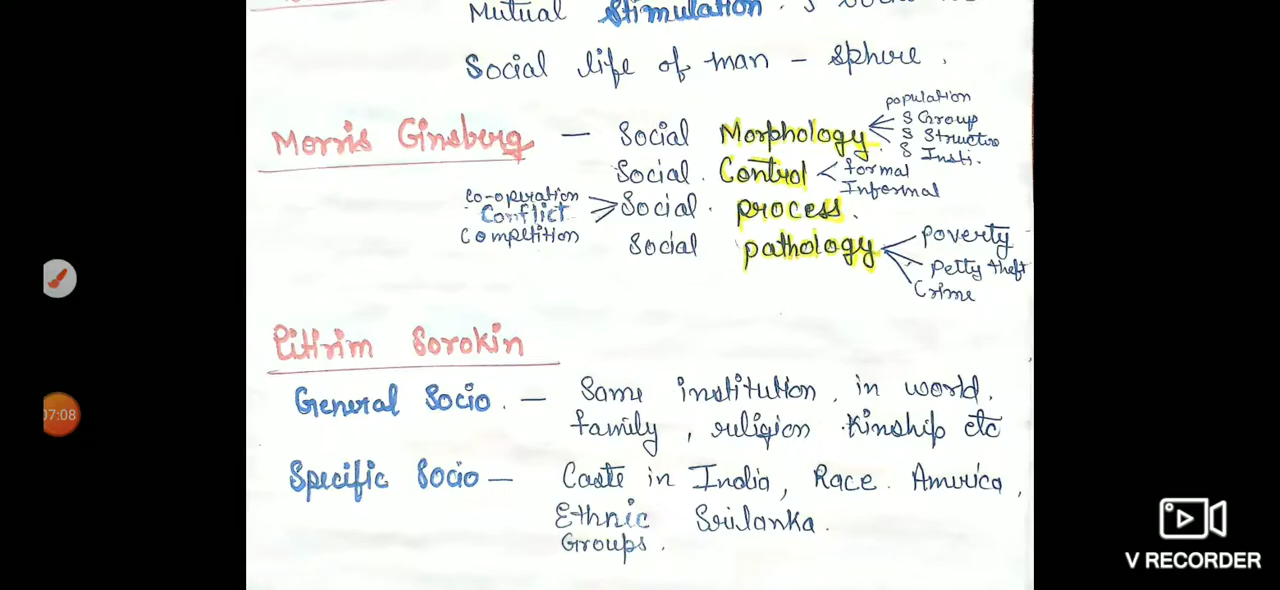 Mutual Stimulation.
Social life of man – sphere.
Morris Ginsberg – Social Morphology
population
S Group
S Structu
S Insti.
Social. Control
formal
Informal
co-operation
Conflict
Competition
Social. process.
Social pathology
poverty
petty theft
Crime
Pitirim Sorokin
General Socio. – Same institution, in world.
family, religion Kinship etc
Specific Socio – Caste in India, Race. America,
Ethnic Srilanka.
Groups.
07:08
V RECORDER